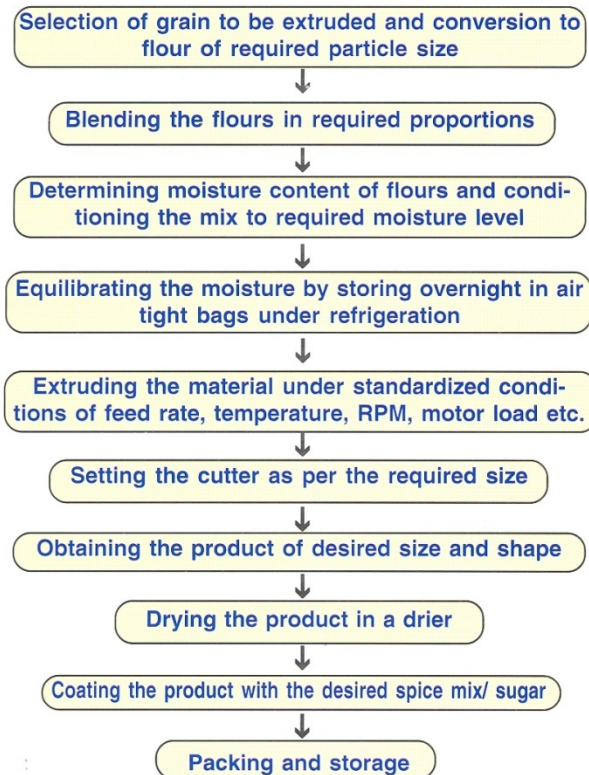 Selection of grain to be extruded and conversion to
flour of required particle size
Blending the flours in required proportions
Determining moisture content of flours and condi-
tioning the mix to required moisture level
Equilibrating the moisture by storing overnight in air
tight bags under refrigeration
Extruding the material under standardized condi-
tions of feed rate, temperature, RPM, motor load etc.
Setting the cutter as per the required size
Obtaining the product of desired size and shape
Drying the product in a drier
Coating the product with the desired spice mix/ sugar
Packing and storage